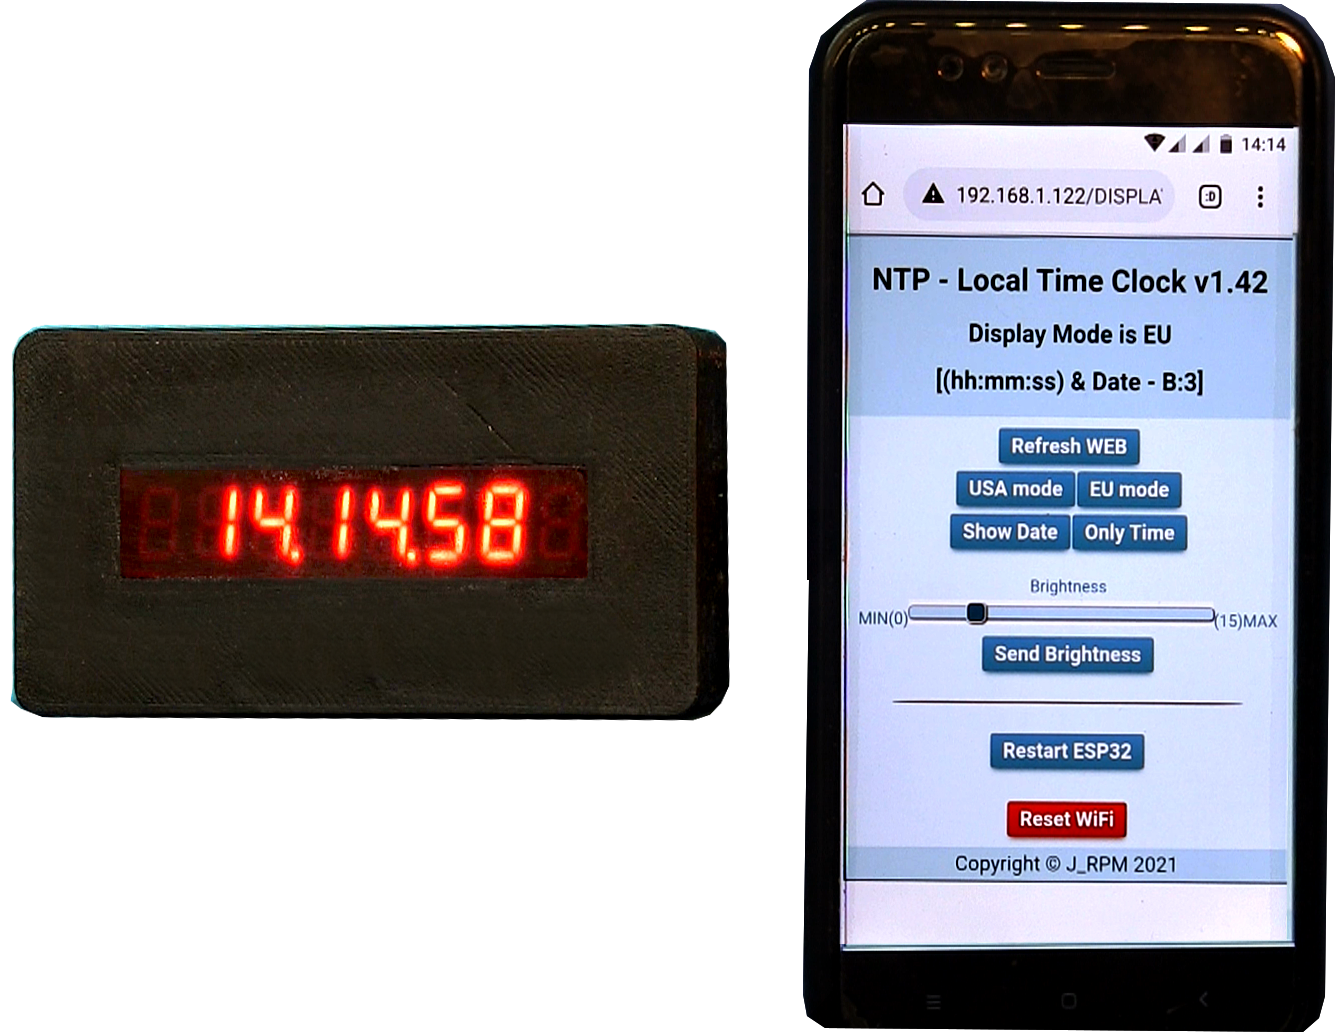 14.14.58
14:14
192.168.1.122/DISPLA
:D
NTP - Local Time Clock v1.42
Display Mode is EU
[(hh:mm:ss) & Date - B:3]
Refresh WEB
USA mode EU mode
Show Date Only Time
Brightness
MIN(0) (15)MAX
Send Brightness
Restart ESP32
Reset WiFi
Copyright © J_RPM 2021